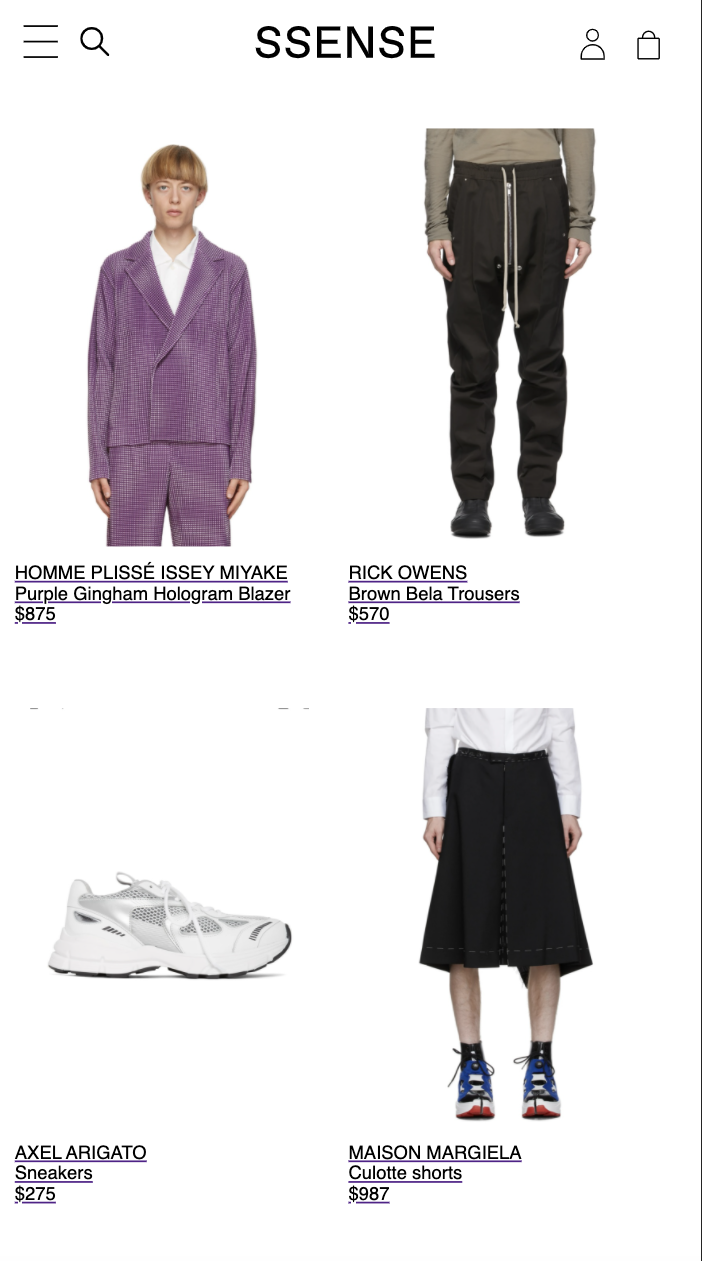 SSENSE
HOMME PLISSÉ ISSEY MIYAKE
Purple Gingham Hologram Blazer
$875
RICK OWENS
Brown Bela Trousers
$570
AXEL ARIGATO
Sneakers
$275
MAISON MARGIELA
Culotte shorts
$987